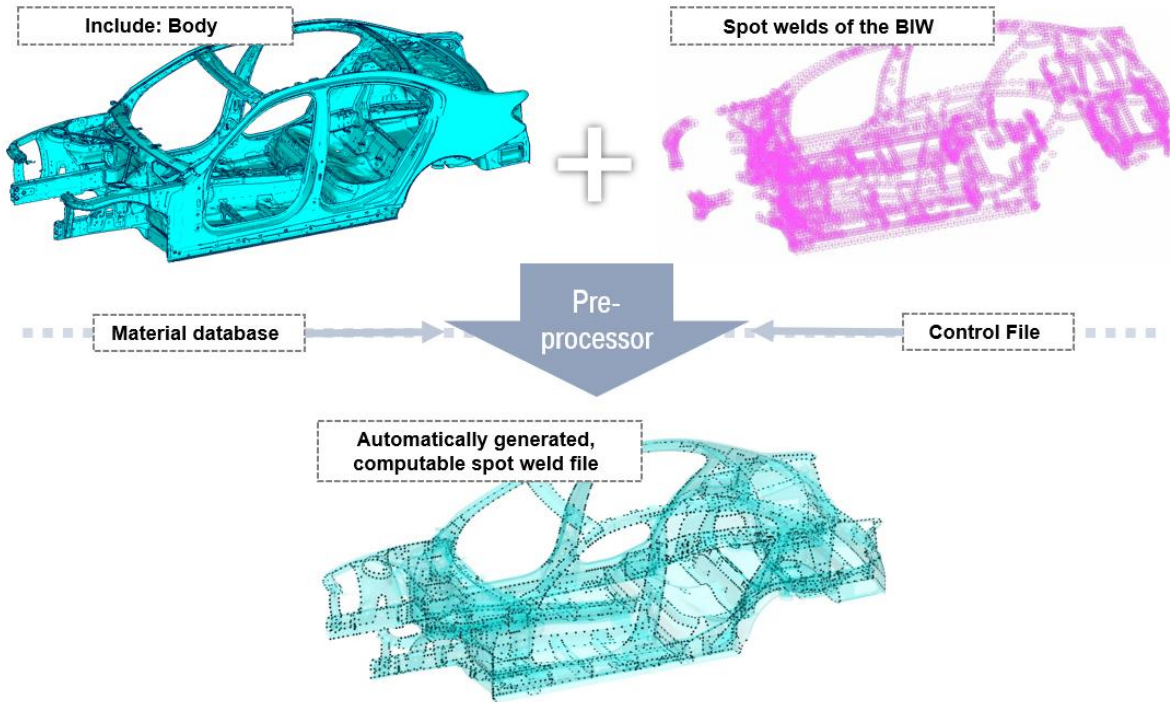 Include: Body
Spot welds of the BIW
Pre-
processor
Material database
Control File
Automatically generated,
computable spot weld file